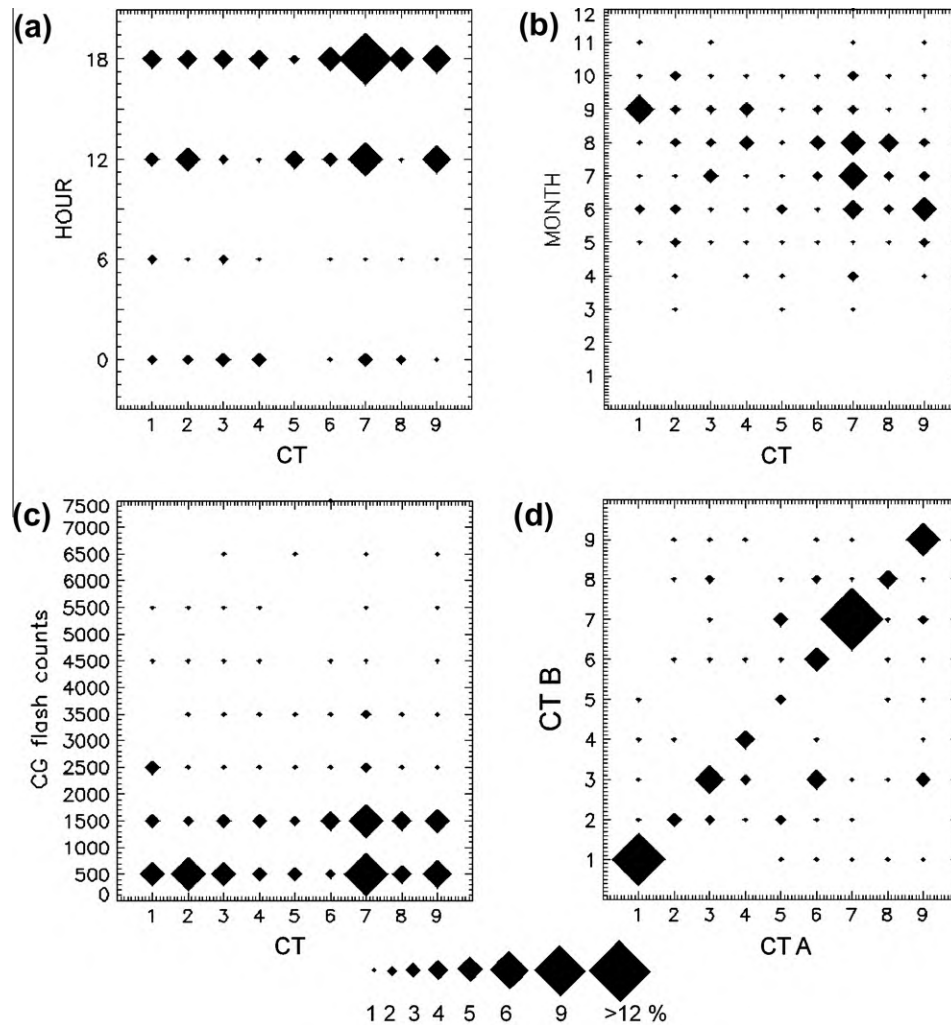 (a)
HOUR
18
12
6
0
1 2 3 4 5 6 7 8 9
CT
(b)
MONTH
12
11
10
9
8
7
6
5
4
3
2
1
1 2 3 4 5 6 7 8 9
CT
(c)
CG flash counts
7500
7000
6500
6000
5500
5000
4500
4000
3500
3000
2500
2000
1500
1000
500
0
1 2 3 4 5 6 7 8 9
CT
(d)
CT B
9
8
7
6
5
4
3
2
1
1 2 3 4 5 6 7 8 9
CT A
1 2 3 4 5 6 9 >12 %